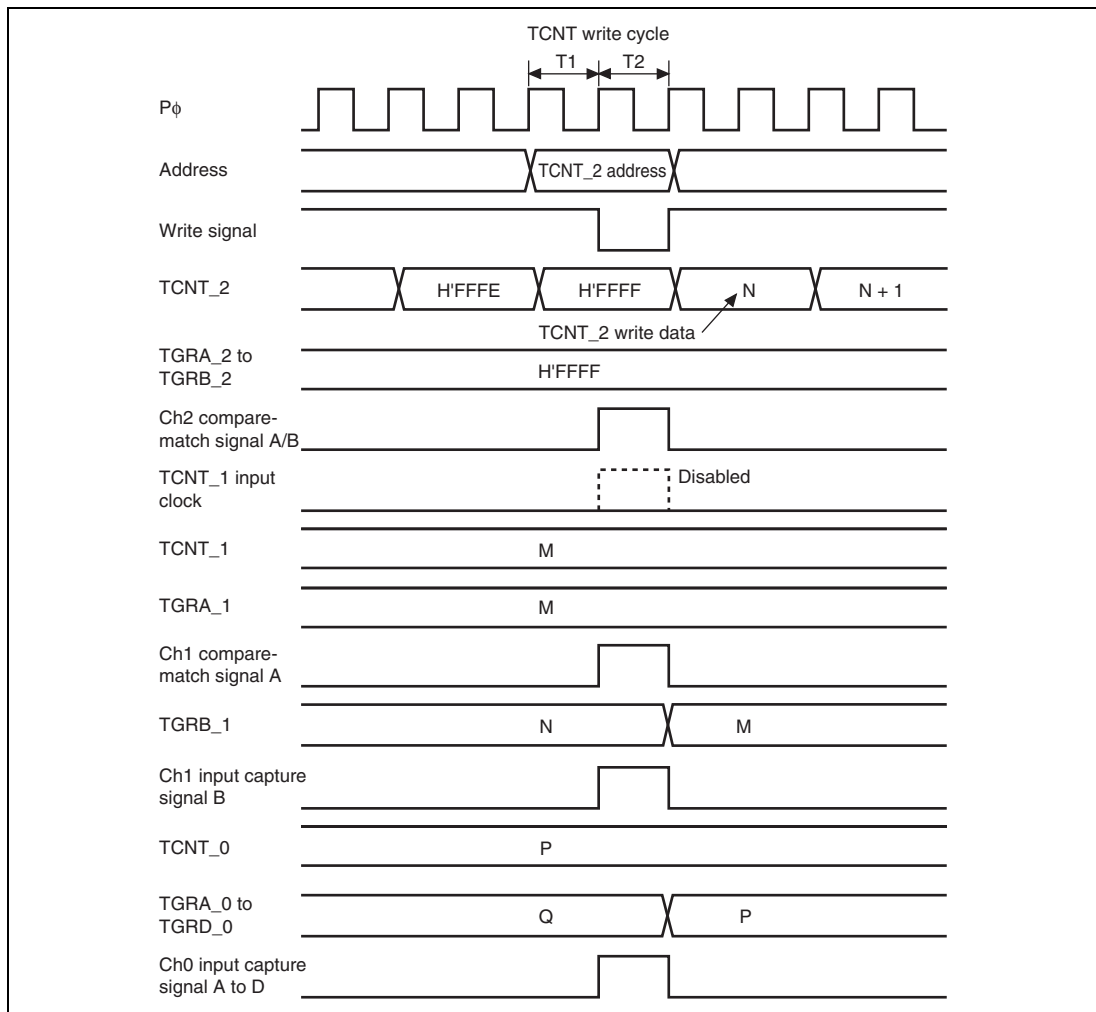 TCNT write cycle
T1 T2
Pϕ
Address TCNT_2 address
Write signal
TCNT_2 H'FFFE H'FFFF N N + 1
TCNT_2 write data
TGRA_2 to
TGRB_2 H'FFFF
Ch2 compare-
match signal A/B
TCNT_1 input
clock Disabled
TCNT_1 M
TGRA_1 M
Ch1 compare-
match signal A
TGRB_1 N M
Ch1 input capture
signal B
TCNT_0 P
TGRA_0 to
TGRD_0 Q P
Ch0 input capture
signal A to D